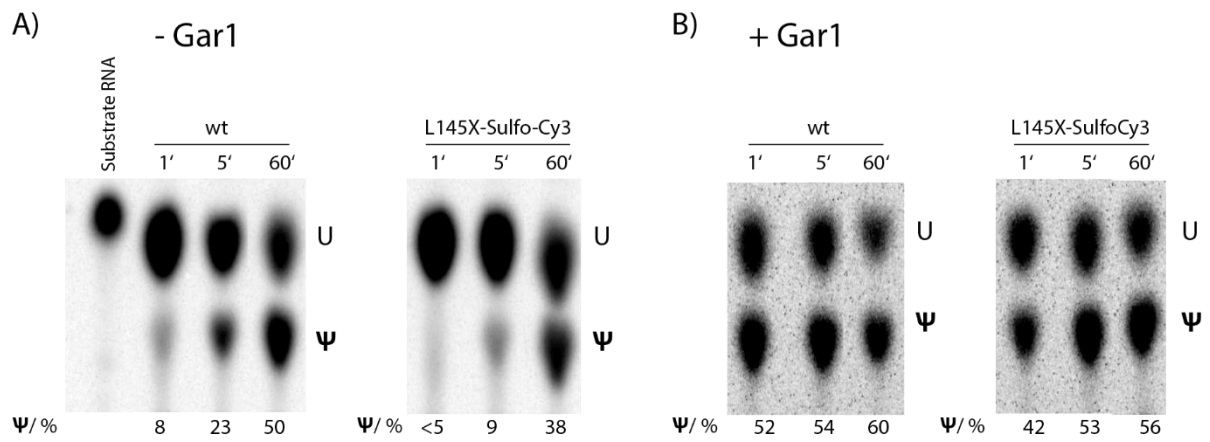 A)
- Gar1
B)
+ Gar1
Substrate RNA
wt
L145X-Sulfo-Cy3
wt
L145X-SulfoCy3
1‘ 5‘ 60‘
1‘ 5‘ 60‘
1‘ 5‘ 60‘
1‘ 5‘ 60‘
U
U
Ψ
Ψ
Ψ/ % 8 23 50
Ψ/ % <5 9 38
Ψ/ % 52 54 60
Ψ/ % 42 53 56